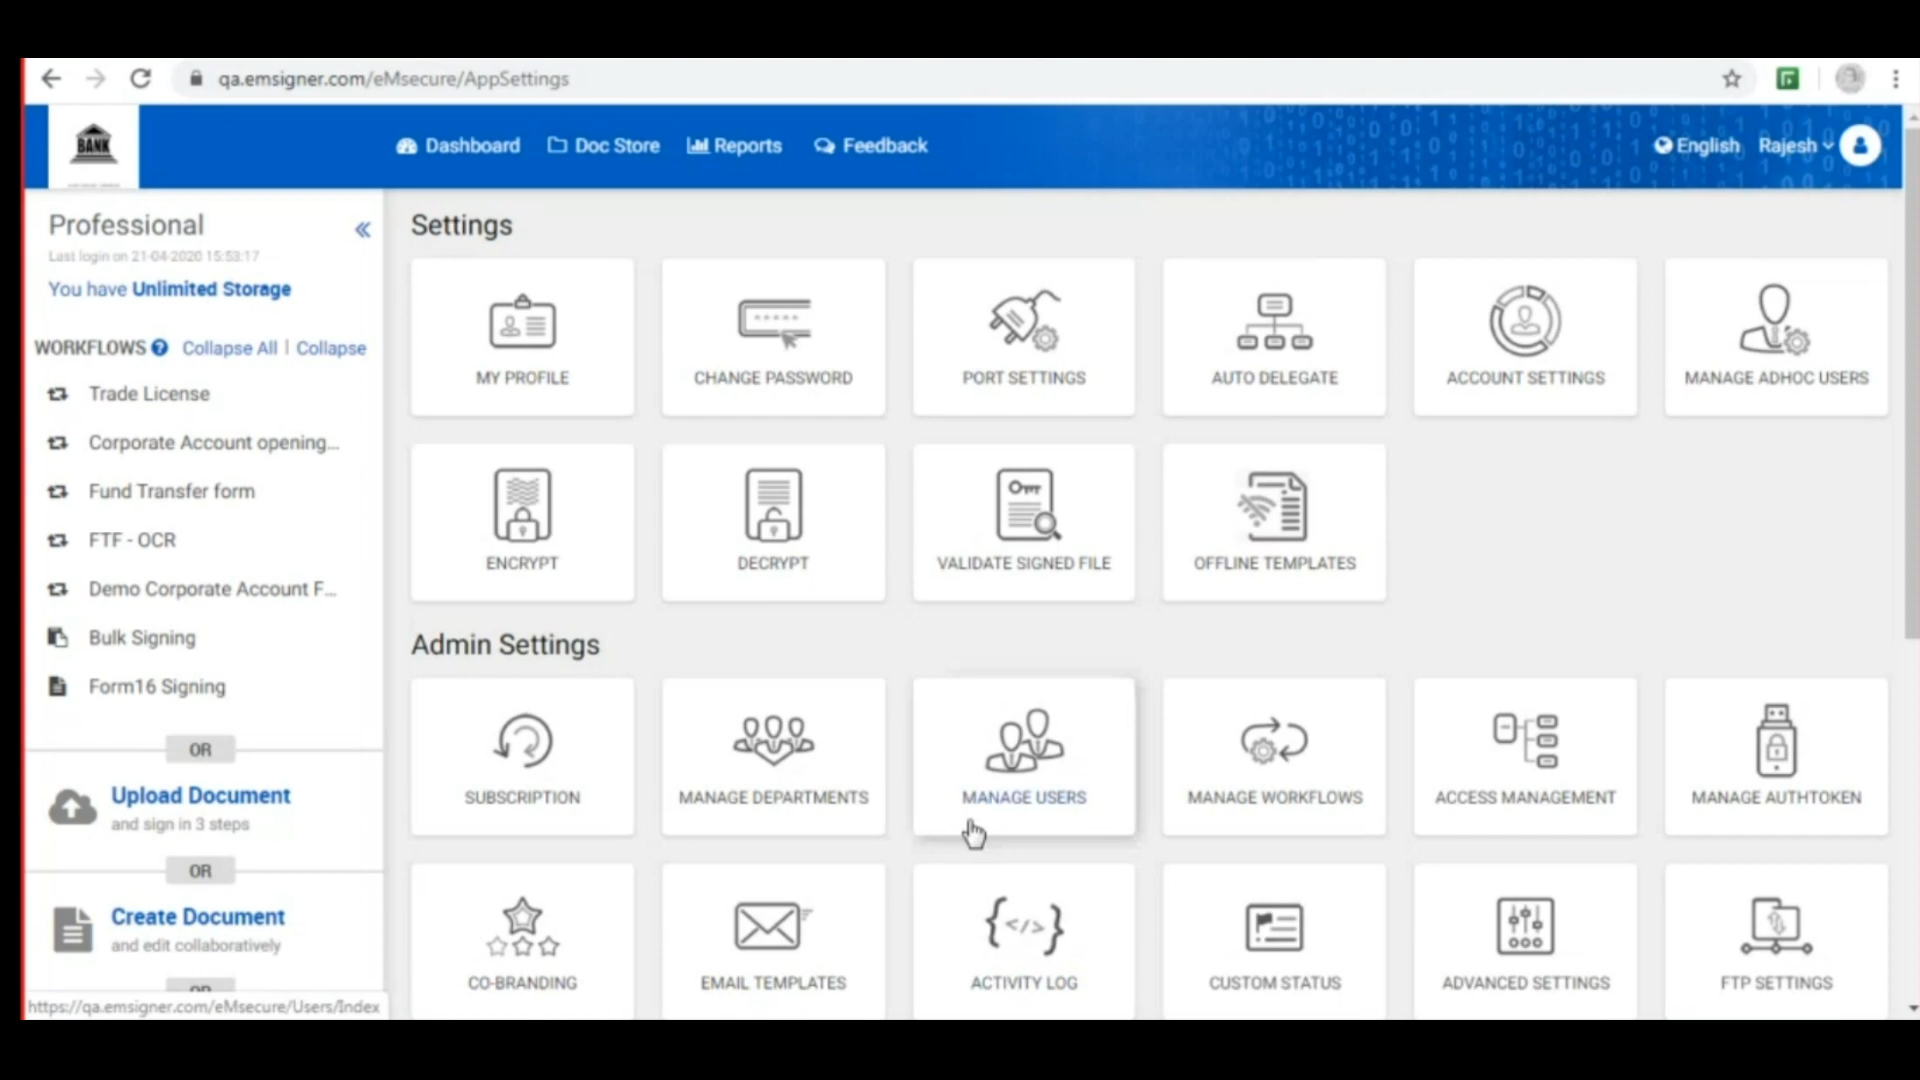 qa.emsigner.com/eMsecure/AppSettings
BANK
Dashboard
Doc Store
Reports
Feedback
English
Rajesh
Professional
Last login on 21-04-2020 15:53:17
You have Unlimited Storage
WORKFLOWS ? Collapse All | Collapse
Trade License
Corporate Account opening...
Fund Transfer form
FTF - OCR
Demo Corporate Account F...
Bulk Signing
Form16 Signing
OR
Upload Document
and sign in 3 steps
OR
Create Document
and edit collaboratively
OR
https://qa.emsigner.com/eMsecure/Users/Index
Settings
MY PROFILE
CHANGE PASSWORD
PORT SETTINGS
AUTO DELEGATE
ACCOUNT SETTINGS
MANAGE ADHOC USERS
ENCRYPT
DECRYPT
VALIDATE SIGNED FILE
OFFLINE TEMPLATES
Admin Settings
SUBSCRIPTION
MANAGE DEPARTMENTS
MANAGE USERS
MANAGE WORKFLOWS
ACCESS MANAGEMENT
MANAGE AUTHTOKEN
CO-BRANDING
EMAIL TEMPLATES
ACTIVITY LOG
CUSTOM STATUS
ADVANCED SETTINGS
FTP SETTINGS